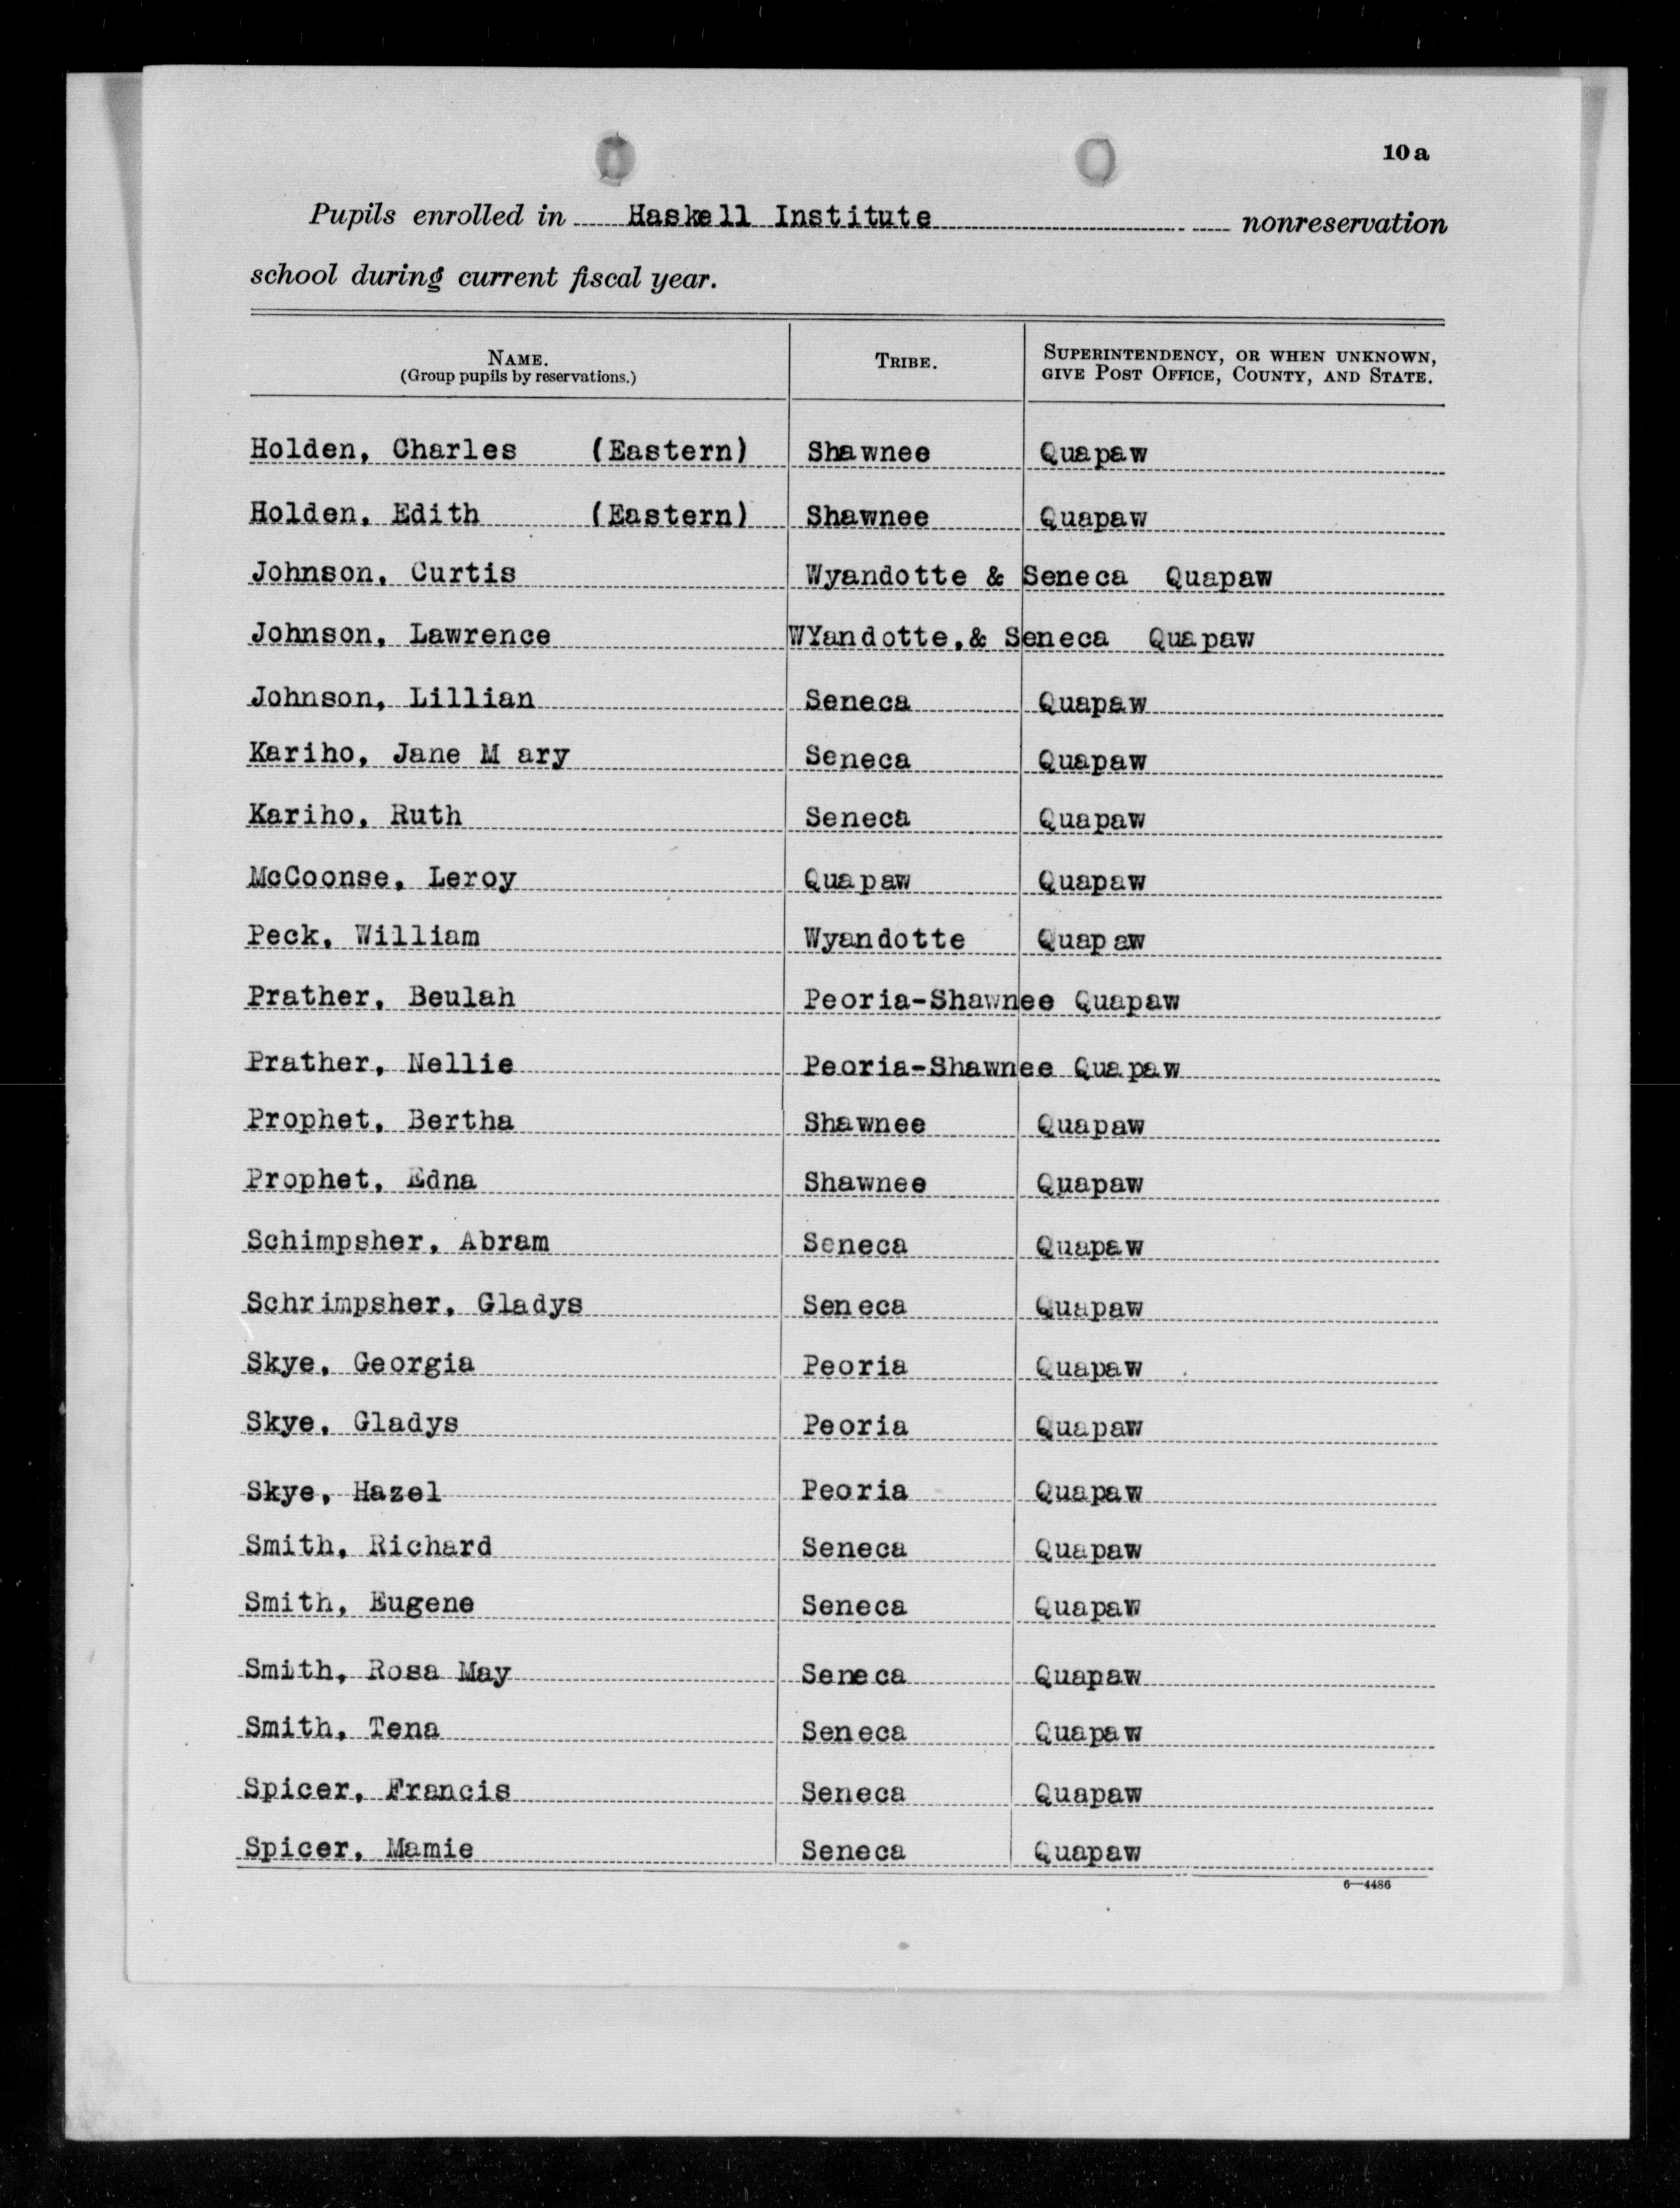 10 a
Pupils enrolled in Haskell Institute nonreservation
school during current fiscal year.
NAME. TRIBE. SUPERINTENDENCY, OR WHEN UNKNOWN,
(Group pupils by reservations.) GIVE POST OFFICE, COUNTY, AND STATE.
Holden, Charles (Eastern) Shawnee Quapaw
Holden, Edith (Eastern) Shawnee Quapaw
Johnson, Curtis Wyandotte & Seneca Quapaw
Johnson, Lawrence WYandotte,& Seneca Quapaw
Johnson, Lillian Seneca Quapaw
Kariho, Jane M ary Seneca Quapaw
Kariho, Ruth Seneca Quapaw
McCoonse, Leroy Quapaw Quapaw
Peck, William Wyandotte Quapaw
Prather, Beulah Peoria-Shawnee Quapaw
Prather, Nellie Peoria-Shawnee Quapaw
Prophet, Bertha Shawnee Quapaw
Prophet, Edna Shawnee Quapaw
Schimpsher, Abram Seneca Quapaw
Schrimpsher, Gladys Seneca Quapaw
Skye, Georgia Peoria Quapaw
Skye, Gladys Peoria Quapaw
Skye, Hazel Peoria Quapaw
Smith, Richard Seneca Quapaw
Smith, Eugene Seneca Quapaw
Smith, Rosa May Seneca Quapaw
Smith, Tena Seneca Quapaw
Spicer, Francis Seneca Quapaw
Spicer, Mamie Seneca Quapaw
6—4486